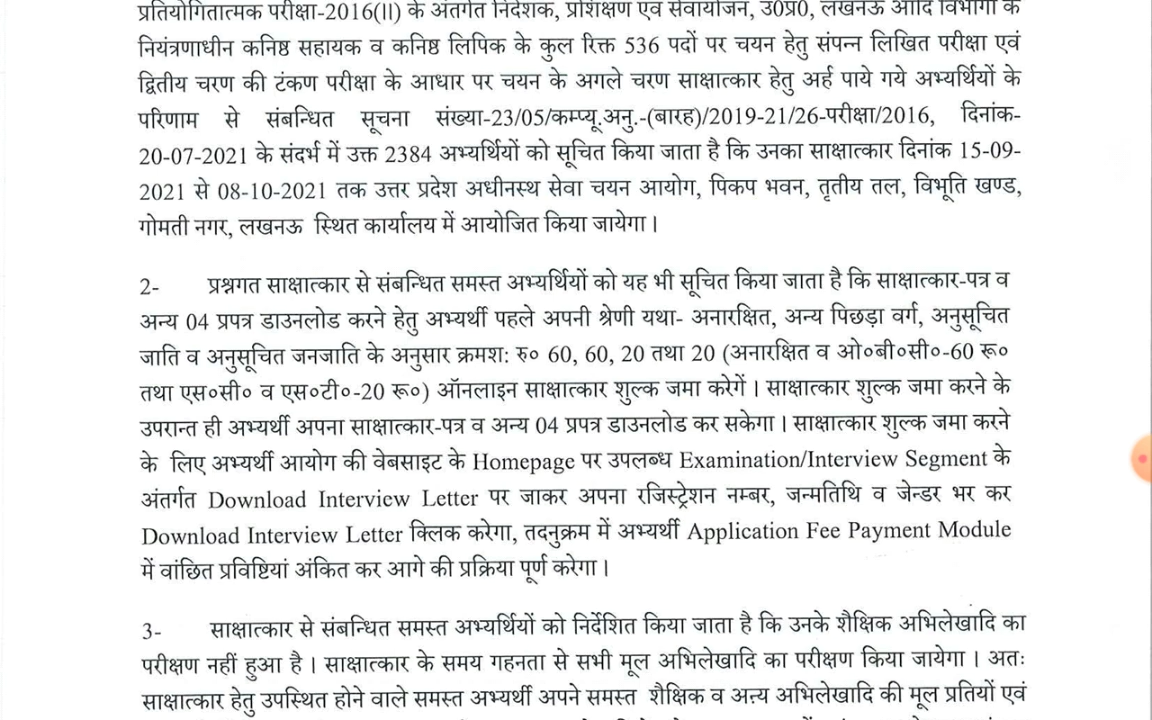 प्रतियोगितात्मक परीक्षा-2016(II) के अंतर्गत निदेशक, प्रशिक्षण एवं सेवायोजन, उ0प्र0, लखनऊ आदि विभागों के
नियंत्रणाधीन कनिष्ठ सहायक व कनिष्ठ लिपिक के कुल रिक्त 536 पदों पर चयन हेतु संपन्न लिखित परीक्षा एवं
द्वितीय चरण की टंकण परीक्षा के आधार पर चयन के अगले चरण साक्षात्कार हेतु अर्ह पाये गये अभ्यर्थियों के
परिणाम से संबन्धित सूचना संख्या-23/05/कम्प्यू.अनु.-(बारह)/2019-21/26-परीक्षा/2016, दिनांक-
20-07-2021 के संदर्भ में उक्त 2384 अभ्यर्थियों को सूचित किया जाता है कि उनका साक्षात्कार दिनांक 15-09-
2021 से 08-10-2021 तक उत्तर प्रदेश अधीनस्थ सेवा चयन आयोग, पिकप भवन, तृतीय तल, विभूति खण्ड,
गोमती नगर, लखनऊ स्थित कार्यालय में आयोजित किया जायेगा।
2- प्रश्नगत साक्षात्कार से संबन्धित समस्त अभ्यर्थियों को यह भी सूचित किया जाता है कि साक्षात्कार-पत्र व
अन्य 04 प्रपत्र डाउनलोड करने हेतु अभ्यर्थी पहले अपनी श्रेणी यथा- अनारक्षित, अन्य पिछड़ा वर्ग, अनुसूचित
जाति व अनुसूचित जनजाति के अनुसार क्रमश: रु० 60, 60, 20 तथा 20 (अनारक्षित व ओ०बी०सी०-60 रू०
तथा एस०सी० व एस०टी०-20 रू०) ऑनलाइन साक्षात्कार शुल्क जमा करेगें। साक्षात्कार शुल्क जमा करने के
उपरान्त ही अभ्यर्थी अपना साक्षात्कार-पत्र व अन्य 04 प्रपत्र डाउनलोड कर सकेगा। साक्षात्कार शुल्क जमा करने
के लिए अभ्यर्थी आयोग की वेबसाइट के Homepage पर उपलब्ध Examination/Interview Segment के
अंतर्गत Download Interview Letter पर जाकर अपना रजिस्ट्रेशन नम्बर, जन्मतिथि व जेन्डर भर कर
Download Interview Letter क्लिक करेगा, तदनुक्रम में अभ्यर्थी Application Fee Payment Module
में वांछित प्रविष्टियां अंकित कर आगे की प्रक्रिया पूर्ण करेगा।
3- साक्षात्कार से संबन्धित समस्त अभ्यर्थियों को निर्देशित किया जाता है कि उनके शैक्षिक अभिलेखादि का
परीक्षण नहीं हुआ है। साक्षात्कार के समय गहनता से सभी मूल अभिलेखादि का परीक्षण किया जायेगा। अतः
साक्षात्कार हेतु उपस्थित होने वाले समस्त अभ्यर्थी अपने समस्त शैक्षिक व अन्य अभिलेखादि की मूल प्रतियों एवं